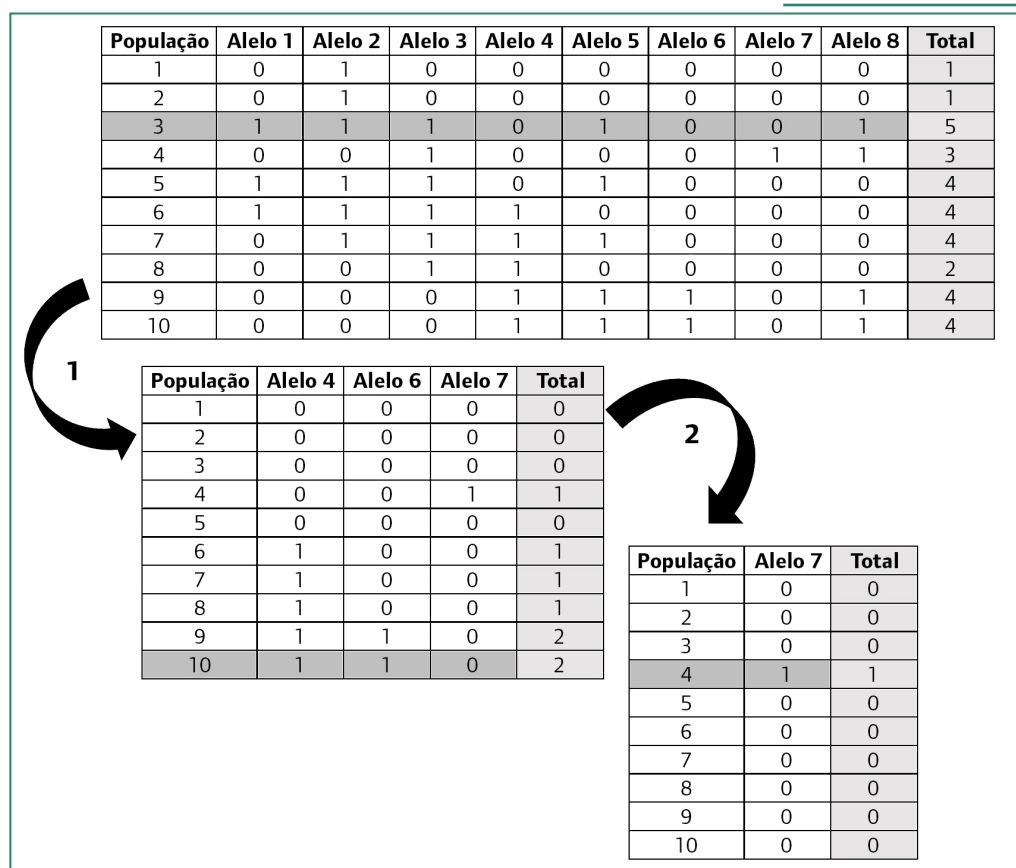 População Alelo 1 Alelo 2 Alelo 3 Alelo 4 Alelo 5 Alelo 6 Alelo 7 Alelo 8 Total
1 0 1 0 0 0 0 0 0 1
2 0 1 0 0 0 0 0 0 1
3 1 1 1 0 1 0 0 1 5
4 0 0 1 0 0 0 1 1 3
5 1 1 1 0 1 0 0 0 4
6 1 1 1 1 0 0 0 0 4
7 0 1 1 1 1 0 0 0 4
8 0 0 1 1 0 0 0 0 2
9 0 0 0 1 1 1 0 1 4
10 0 0 0 1 1 1 0 1 4
1
População Alelo 4 Alelo 6 Alelo 7 Total
1 0 0 0 0
2 0 0 0 0
3 0 0 0 0
4 0 0 1 1
5 0 0 0 0
6 1 0 0 1
7 1 0 0 1
8 1 0 0 1
9 1 1 0 2
10 1 1 0 2
2
População Alelo 7 Total
1 0 0
2 0 0
3 0 0
4 1 1
5 0 0
6 0 0
7 0 0
8 0 0
9 0 0
10 0 0